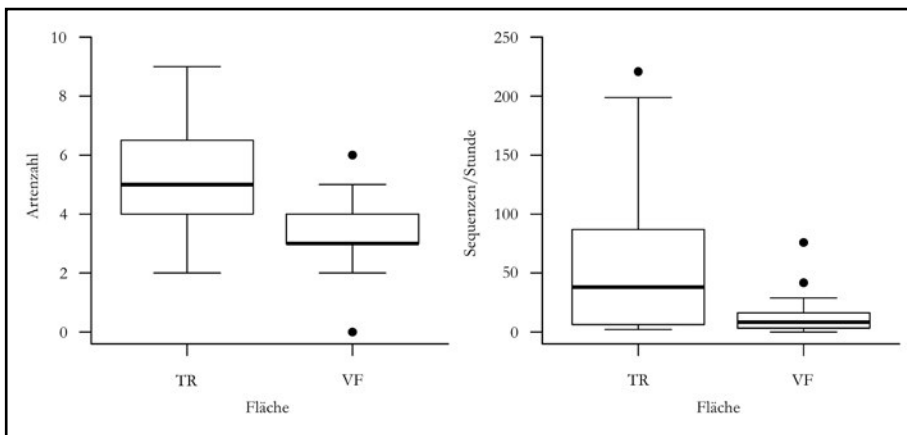 10
8
6
4
2
0
Artenzahl
TR VF
Fläche
250
200
150
100
50
0
Sequenzen/Stunde
TR VF
Fläche